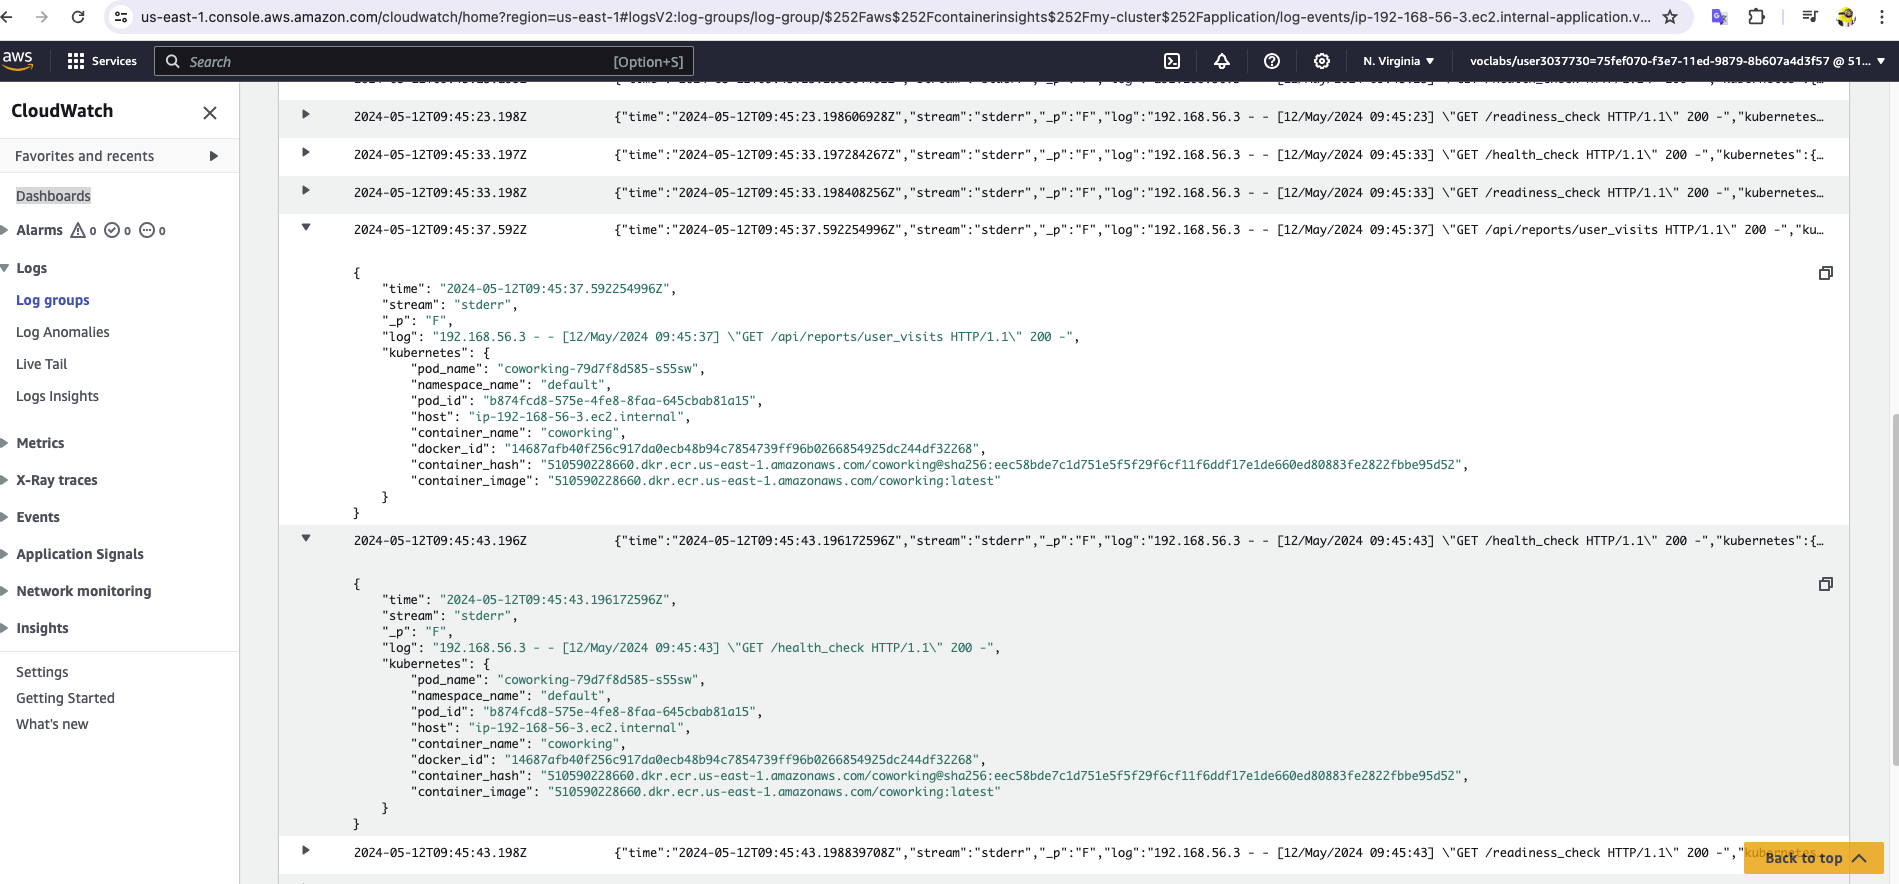 us-east-1.console.aws.amazon.com/cloudwatch/home?region=us-east-1#logsV2:log-groups/log-group/$252Faws$252Fcontainerinsights$252Fmy-cluster$252Fapplication/log-events/ip-192-168-56-3.ec2.internal-application.v...
aws
Services
Search
[Option+S]
N. Virginia
voclabs/user3037730=75fef070-f3e7-11ed-9879-8b607a4d3f57 @ 51...
CloudWatch
Favorites and recents
Dashboards
Alarms 0 0 0
Logs
Log groups
Log Anomalies
Live Tail
Logs Insights
Metrics
X-Ray traces
Events
Application Signals
Network monitoring
Insights
Settings
Getting Started
What's new
2024-05-12T09:45:23.198Z {"time":"2024-05-12T09:45:23.198606928Z","stream":"stderr","_p":"F","log":"192.168.56.3 - - [12/May/2024 09:45:23] \"GET /readiness_check HTTP/1.1\" 200 -","kubernetes…
2024-05-12T09:45:33.197Z {"time":"2024-05-12T09:45:33.197284267Z","stream":"stderr","_p":"F","log":"192.168.56.3 - - [12/May/2024 09:45:33] \"GET /health_check HTTP/1.1\" 200 -","kubernetes":{…
2024-05-12T09:45:33.198Z {"time":"2024-05-12T09:45:33.198408256Z","stream":"stderr","_p":"F","log":"192.168.56.3 - - [12/May/2024 09:45:33] \"GET /readiness_check HTTP/1.1\" 200 -","kubernetes…
2024-05-12T09:45:37.592Z {"time":"2024-05-12T09:45:37.592254996Z","stream":"stderr","_p":"F","log":"192.168.56.3 - - [12/May/2024 09:45:37] \"GET /api/reports/user_visits HTTP/1.1\" 200 -","ku…
{
"time": "2024-05-12T09:45:37.592254996Z",
"stream": "stderr",
"_p": "F",
"log": "192.168.56.3 - - [12/May/2024 09:45:37] \"GET /api/reports/user_visits HTTP/1.1\" 200 -",
"kubernetes": {
"pod_name": "coworking-79d7f8d585-s55sw",
"namespace_name": "default",
"pod_id": "b874fcd8-575e-4fe8-8faa-645cbab81a15",
"host": "ip-192-168-56-3.ec2.internal",
"container_name": "coworking",
"docker_id": "14687afb40f256c917da0ecb48b94c7854739ff96b0266854925dc244df32268",
"container_hash": "510590228660.dkr.ecr.us-east-1.amazonaws.com/coworking@sha256:eec58bde7c1d751e5f5f29f6cf11f6ddf17e1de660ed80883fe2822fbbe95d52",
"container_image": "510590228660.dkr.ecr.us-east-1.amazonaws.com/coworking:latest"
}
}
2024-05-12T09:45:43.196Z {"time":"2024-05-12T09:45:43.196172596Z","stream":"stderr","_p":"F","log":"192.168.56.3 - - [12/May/2024 09:45:43] \"GET /health_check HTTP/1.1\" 200 -","kubernetes":{…
{
"time": "2024-05-12T09:45:43.196172596Z",
"stream": "stderr",
"_p": "F",
"log": "192.168.56.3 - - [12/May/2024 09:45:43] \"GET /health_check HTTP/1.1\" 200 -",
"kubernetes": {
"pod_name": "coworking-79d7f8d585-s55sw",
"namespace_name": "default",
"pod_id": "b874fcd8-575e-4fe8-8faa-645cbab81a15",
"host": "ip-192-168-56-3.ec2.internal",
"container_name": "coworking",
"docker_id": "14687afb40f256c917da0ecb48b94c7854739ff96b0266854925dc244df32268",
"container_hash": "510590228660.dkr.ecr.us-east-1.amazonaws.com/coworking@sha256:eec58bde7c1d751e5f5f29f6cf11f6ddf17e1de660ed80883fe2822fbbe95d52",
"container_image": "510590228660.dkr.ecr.us-east-1.amazonaws.com/coworking:latest"
}
}
2024-05-12T09:45:43.198Z {"time":"2024-05-12T09:45:43.198839708Z","stream":"stderr","_p":"F","log":"192.168.56.3 - - [12/May/2024 09:45:43] \"GET /readiness_check HTTP/1.1\" 200 -","kubernetes
Back to top